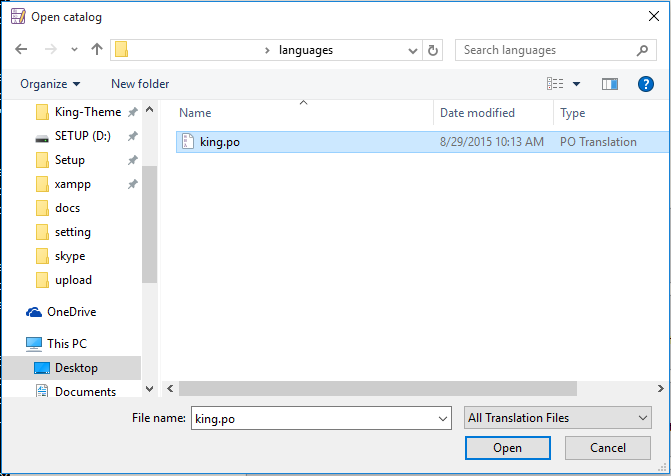 Open catalog
languages
Search languages
Organize
New folder
?
Name
Date modified
Type
King-Theme
SETUP (D:)
Setup
xampp
docs
setting
skype
upload
OneDrive
This PC
Desktop
Documents
king.po 8/29/2015 10:13 AM PO Translation
File name: king.po
All Translation Files
Open
Cancel